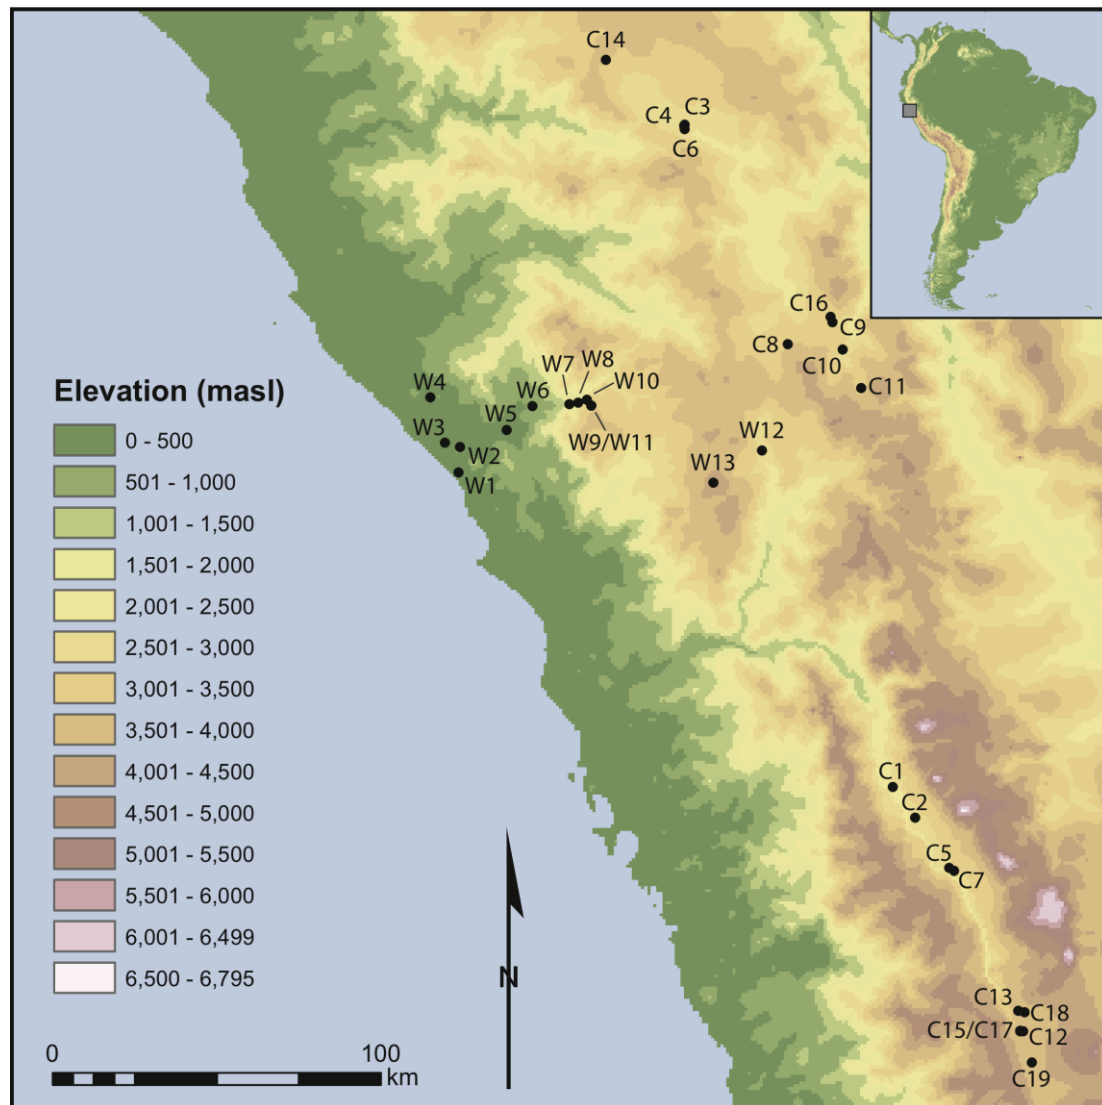 C14
C4
C3
C6
C16
C9
C8
C10
C11
W7
W8
W10
W4
W6
W5
W9/W11
W3
W2
W1
W12
W13
Elevation (masl)
0 - 500
501 - 1,000
1,001 - 1,500
1,501 - 2,000
2,001 - 2,500
2,501 - 3,000
3,001 - 3,500
3,501 - 4,000
4,001 - 4,500
4,501 - 5,000
5,001 - 5,500
5,501 - 6,000
6,001 - 6,499
6,500 - 6,795
C1
C2
C5
C7
N
C13
C18
C15/C17
C12
C19
0
100
km